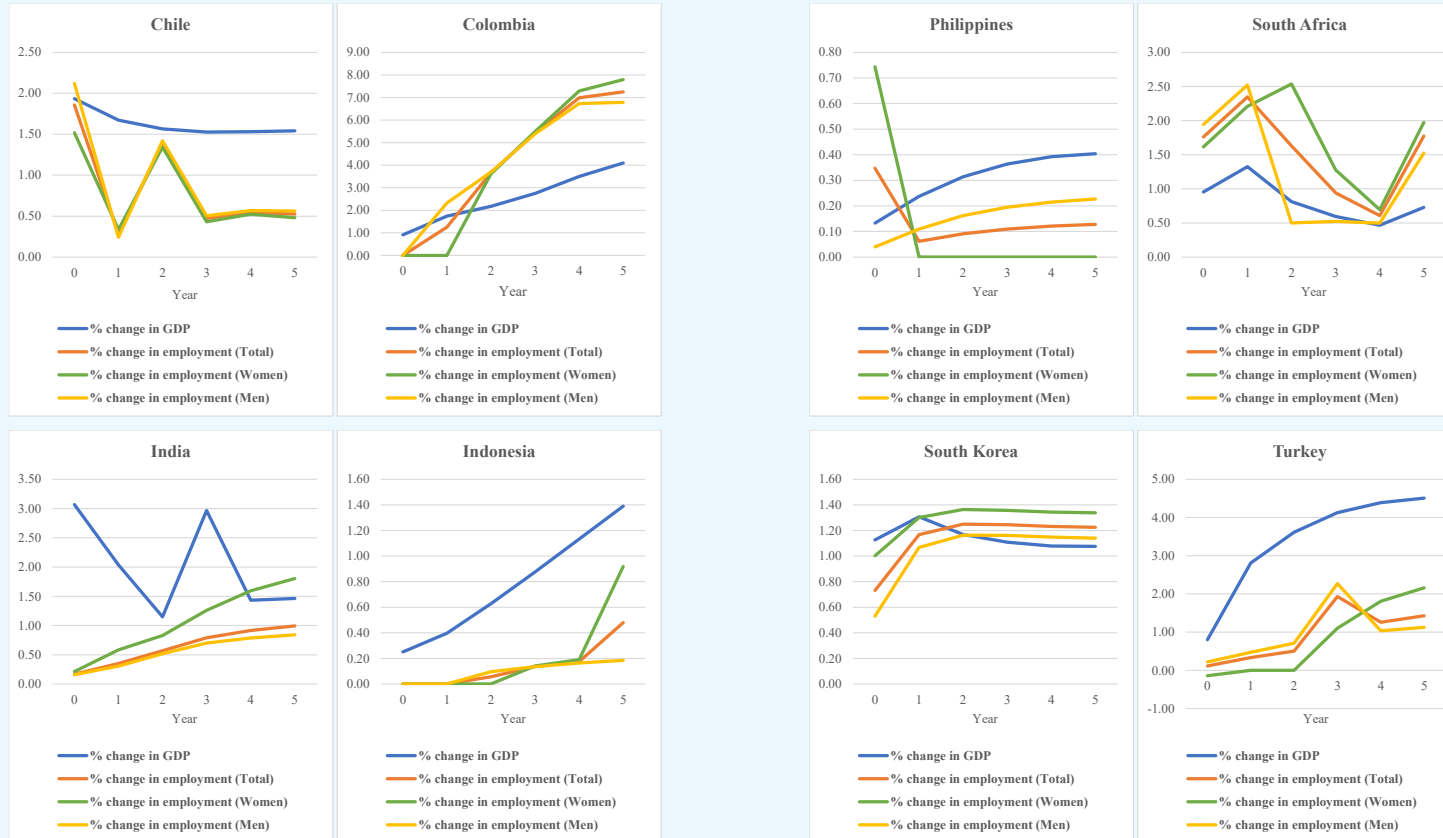 Chile
2.50
2.00
1.50
1.00
0.50
0.00
0 1 2 3 4 5
Year
% change in GDP
% change in employment (Total)
% change in employment (Women)
% change in employment (Men)
Colombia
9.00
8.00
7.00
6.00
5.00
4.00
3.00
2.00
1.00
0.00
0 1 2 3 4 5
Year
% change in GDP
% change in employment (Total)
% change in employment (Women)
% change in employment (Men)
Philippines
0.80
0.70
0.60
0.50
0.40
0.30
0.20
0.10
0.00
0 1 2 3 4 5
Year
% change in GDP
% change in employment (Total)
% change in employment (Women)
% change in employment (Men)
South Africa
3.00
2.50
2.00
1.50
1.00
0.50
0.00
0 1 2 3 4 5
Year
% change in GDP
% change in employment (Total)
% change in employment (Women)
% change in employment (Men)
India
3.50
3.00
2.50
2.00
1.50
1.00
0.50
0.00
0 1 2 3 4 5
Year
% change in GDP
% change in employment (Total)
% change in employment (Women)
% change in employment (Men)
Indonesia
1.60
1.40
1.20
1.00
0.80
0.60
0.40
0.20
0.00
0 1 2 3 4 5
Year
% change in GDP
% change in employment (Total)
% change in employment (Women)
% change in employment (Men)
South Korea
1.60
1.40
1.20
1.00
0.80
0.60
0.40
0.20
0.00
0 1 2 3 4 5
Year
% change in GDP
% change in employment (Total)
% change in employment (Women)
% change in employment (Men)
Turkey
5.00
4.00
3.00
2.00
1.00
0.00
-1.00
0 1 2 3 4 5
Year
% change in GDP
% change in employment (Total)
% change in employment (Women)
% change in employment (Men)